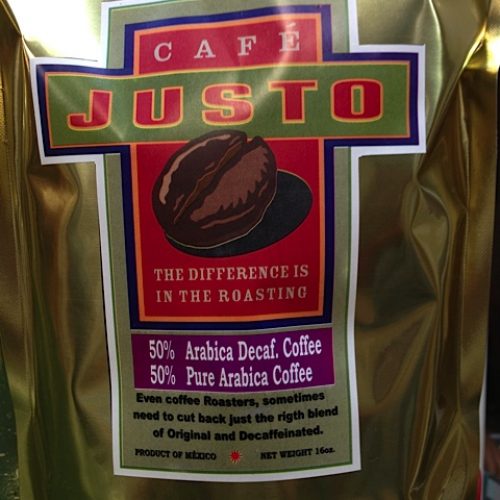 CAFÉ
JUSTO
THE DIFFERENCE IS
IN THE ROASTING
50% Arabica Decaf. Coffee
50% Pure Arabica Coffee
Even coffee Roasters, sometimes
need to cut back just the rigth blend
of Original and Decaffeinated.
PRODUCT OF MÉXICO NET WEIGHT 16oz.